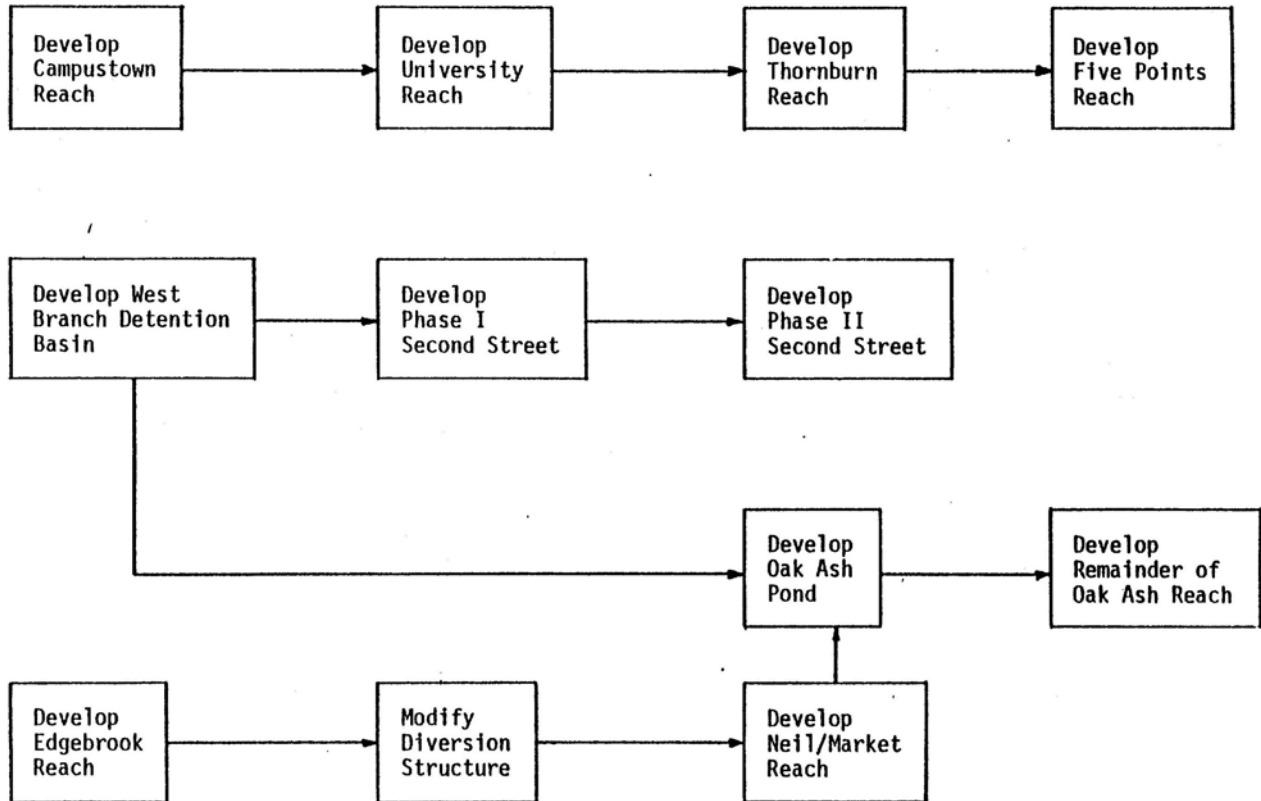 Develop
Campustown
Reach
Develop
University
Reach
Develop
Thornburn
Reach
Develop
Five Points
Reach
Develop West
Branch Detention
Basin
Develop
Phase I
Second Street
Develop
Phase II
Second Street
Develop
Oak Ash
Pond
Develop
Remainder of
Oak Ash Reach
Develop
Edgebrook
Reach
Modify
Diversion
Structure
Develop
Neil/Market
Reach